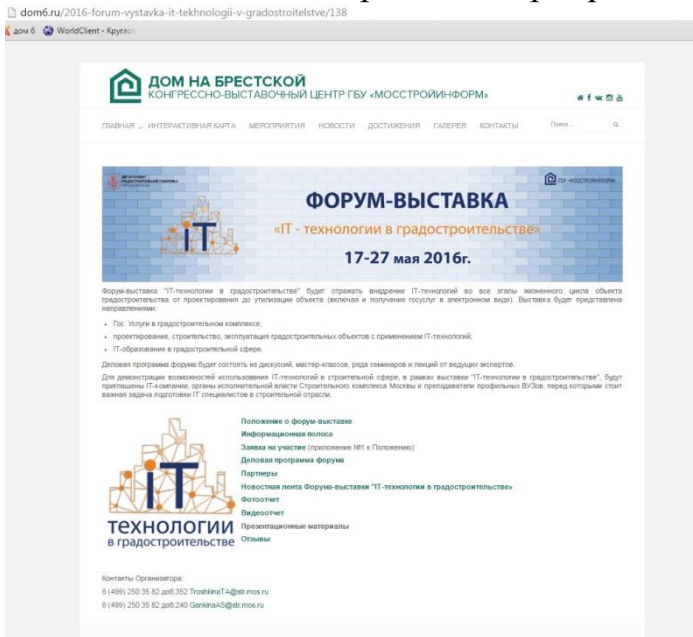 dom6.ru/2016-forum-vystavka-it-tekhnologii-v-gradostroitelstve/138
дом 6 WorldClient - Кругло
ДОМ НА БРЕСТСКОЙ
КОНГРЕССНО-ВЫСТАВОЧНЫЙ ЦЕНТР ГБУ «МОССТРОЙИНФОРМ»
ГЛАВНАЯ ИНТЕРАКТИВНАЯ КАРТА МЕРОПРИЯТИЯ НОВОСТИ ДОСТИЖЕНИЯ ГАЛЕРЕЯ КОНТАКТЫ Поиск...
ДЕПАРТАМЕНТ
ГРАДОСТРОИТЕЛЬНОЙ ПОЛИТИКИ
ГБУ «МОССТРОЙИНФОРМ»
ФОРУМ-ВЫСТАВКА
iT
«IT - технологии в градостроительстве»
17-27 мая 2016г.
Форум-выставка "IT-технологии в градостроительстве" будет отражать внедрение IT-технологий во все этапы жизненного цикла объекта
градостроительства от проектирования до утилизации объекта (включая и получение госуслуг в электронном виде). Выставка будет представлена
направлениями:
• Гос. Услуги в градостроительном комплексе;
• проектирование, строительство, эксплуатация градостроительных объектов с применением IT-технологий;
• IT-образование в градостроительной сфере.
Деловая программа форума будет состоять из дискуссий, мастер-классов, ряда семинаров и лекций от ведущих экспертов.
Для демонстрации возможностей использования IT-технологий в строительной сфере, в рамках выставки "IT-технологии в градостроительстве", будут
приглашены IT-компании, органы исполнительной власти Строительного комплекса Москвы и преподаватели профильных ВУЗов, перед которыми стоит
важная задача подготовки IT специалистов в строительной отрасли.
Положение о форум-выставке
Информационная полоса
Заявка на участие (приложение №1 к Положению)
Деловая программа форума
Партнеры
Новостная лента Форума-выставки "IT-технологии в градостроительстве»
Фотоотчет
Видеоотчет
Презентационные материалы
Отзывы
iT
ТЕХНОЛОГИИ
в градостроительстве
Контакты Организатора:
8 (499) 250 35 82 доб.352 TroshkinaTA@str.mos.ru
8 (499) 250 35 82 доб.240 GankinaAS@str.mos.ru